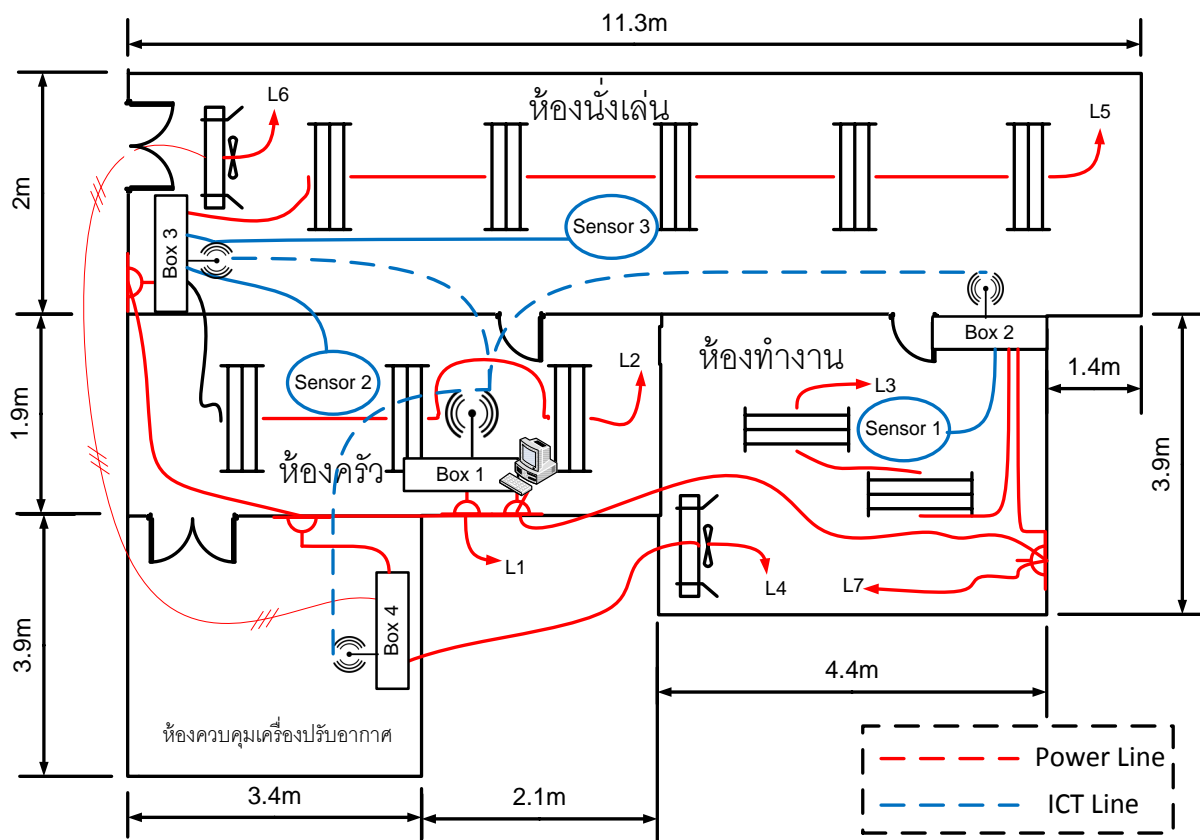 11.3m
ห้องนั่งเล่น
L6
L5
2m
Box 3
Sensor 3
Box 2
ห้องทำงาน
1.4m
L2
Sensor 2
L3
Sensor 1
1.9m
ห้องครัว
Box 1
3.9m
L1
L4
L7
Box 4
3.9m
4.4m
ห้องควบคุมเครื่องปรับอากาศ
Power Line
ICT Line
3.4m
2.1m